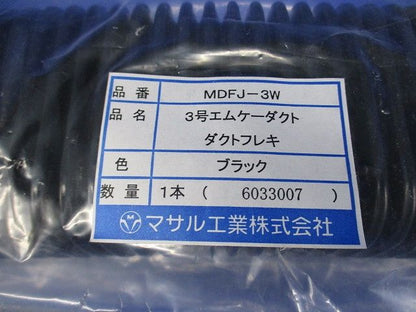 品番 MDFJ-3W
品名 3号エムケーダクト
ダクトフレキ
色 ブラック
数量 1本 ( 6033007 )
M マサル工業株式会社